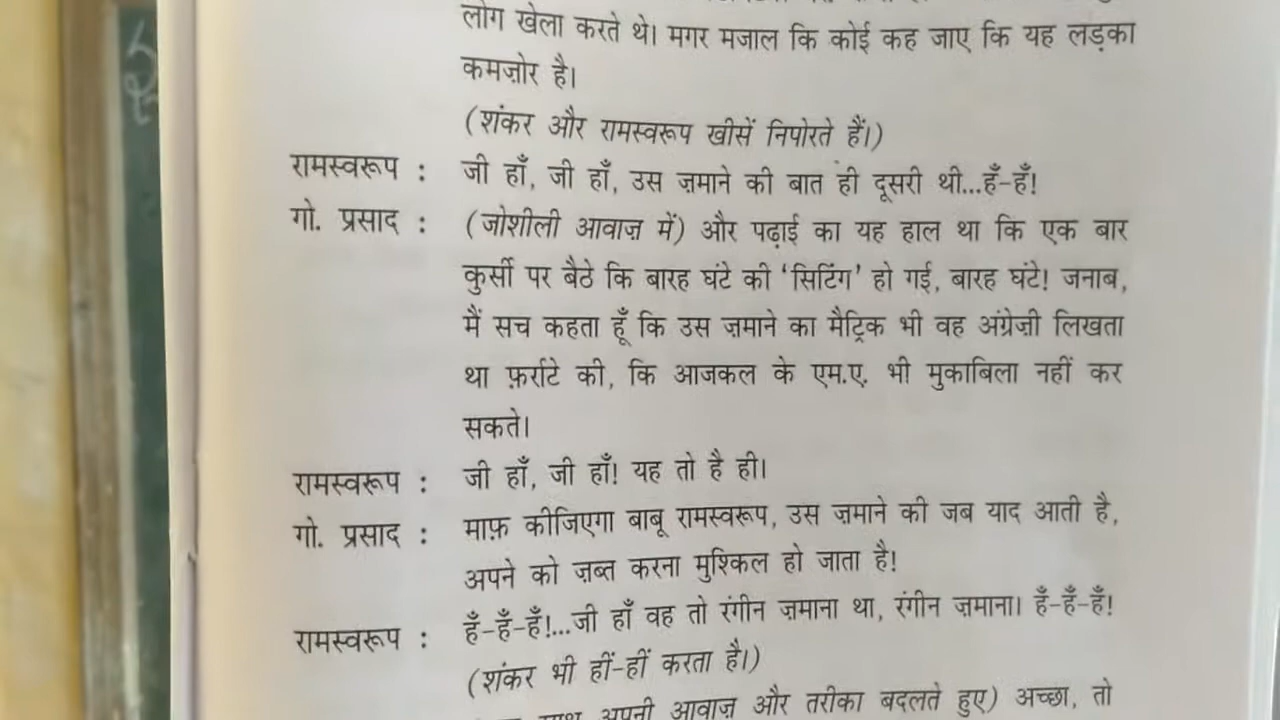 लोग खेला करते थे। मगर मजाल कि कोई कह जाए कि यह लड़का
कमज़ोर है।
(शंकर और रामस्वरूप खीसें निपोरते हैं।)
रामस्वरूप : जी हाँ, जी हाँ, उस ज़माने की बात ही दूसरी थी...हँ-हँ!
गो. प्रसाद : (जोशीली आवाज़ में) और पढ़ाई का यह हाल था कि एक बार
कुर्सी पर बैठे कि बारह घंटे की ‘सिटिंग’ हो गई, बारह घंटे! जनाब,
मैं सच कहता हूँ कि उस ज़माने का मैट्रिक भी वह अंग्रेज़ी लिखता
था फ़र्राटे की, कि आजकल के एम.ए. भी मुकाबिला नहीं कर
सकते।
रामस्वरूप : जी हाँ, जी हाँ! यह तो है ही।
गो. प्रसाद : माफ़ कीजिएगा बाबू रामस्वरूप, उस ज़माने की जब याद आती है,
अपने को ज़ब्त करना मुश्किल हो जाता है!
रामस्वरूप : हँ-हँ-हँ!...जी हाँ वह तो रंगीन ज़माना था, रंगीन ज़माना। हँ-हँ-हँ!
(शंकर भी हीं-हीं करता है।)
अपनी आवाज़ और तरीका बदलते हुए) अच्छा, तो